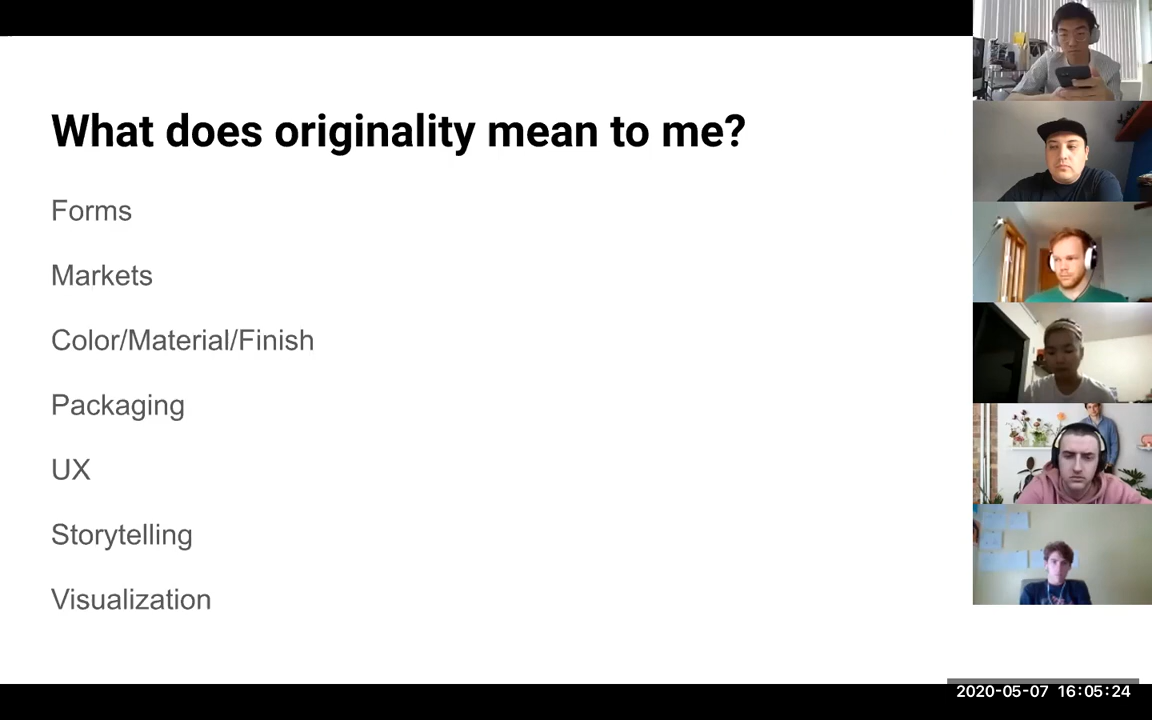 What does originality mean to me?
Forms
Markets
Color/Material/Finish
Packaging
UX
Storytelling
Visualization
2020-05-07 16:05:24